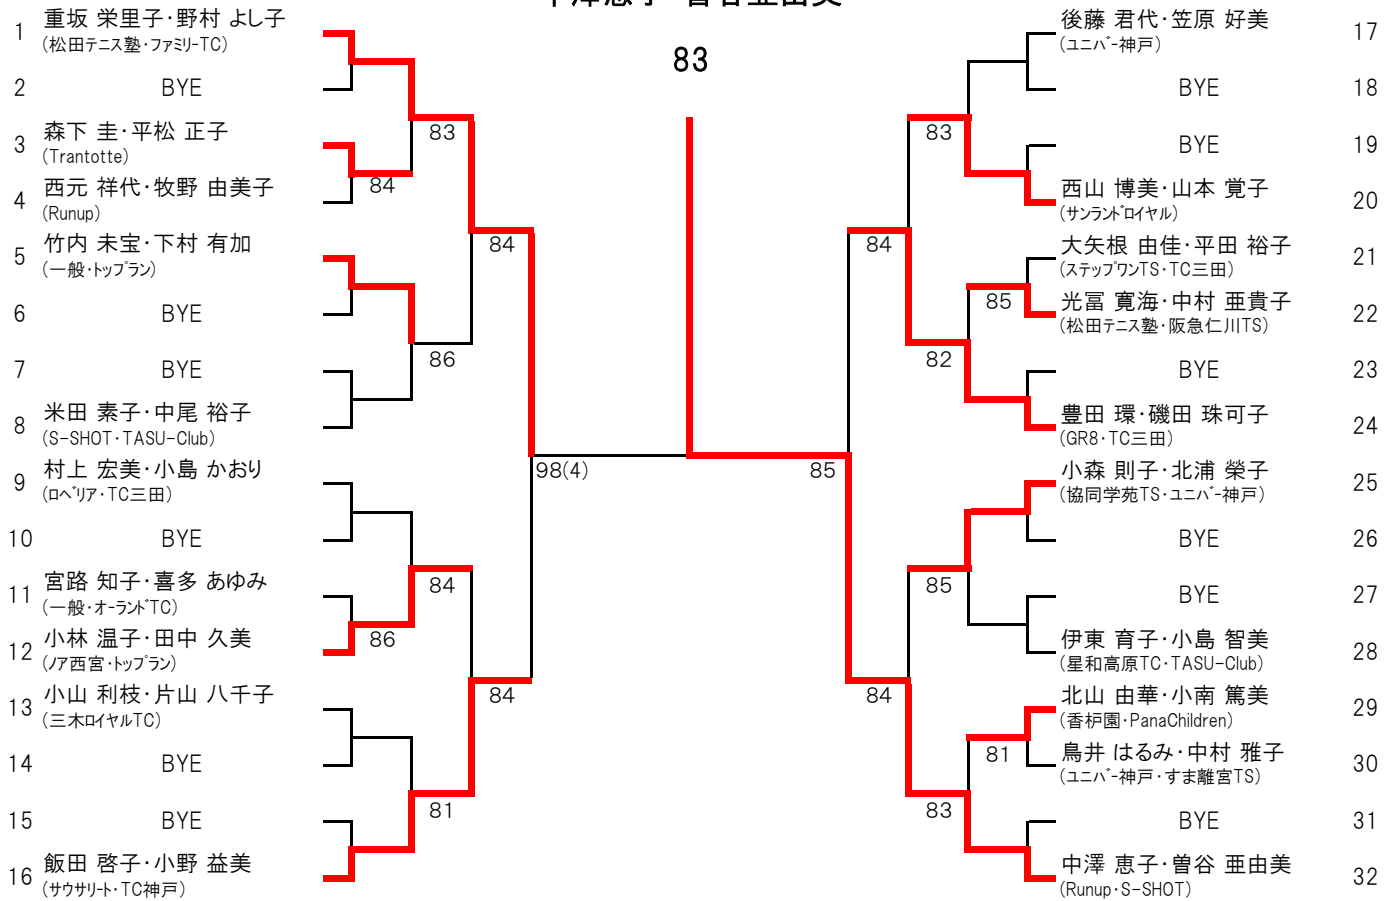 83
1 重坂 栄里子・野村 よし子
(松田テニス塾・ファミリーTC)
2 BYE
3 森下 圭・平松 正子
(Trantotte)
4 西元 祥代・牧野 由美子
(Runup)
5 竹内 未宝・下村 有加
(一般・トップラン)
6 BYE
7 BYE
8 米田 素子・中尾 裕子
(S-SHOT・TASU-Club)
9 村上 宏美・小島 かおり
(ロベリア・TC三田)
10 BYE
11 宮路 知子・喜多 あゆみ
(一般・オーランドTC)
12 小林 温子・田中 久美
(ノア西宮・トップラン)
13 小山 利枝・片山 八千子
(三木ロイヤルTC)
14 BYE
15 BYE
16 飯田 啓子・小野 益美
(サウサリート・TC神戸)
84
86
83
86
84
81
84
84
98(4)
85
84
84
83
82
85
83
85
81
後藤 君代・笠原 好美 17
(ユニバー神戸)
BYE 18
BYE 19
西山 博美・山本 覚子 20
(サンランドロイヤル)
大矢根 由佳・平田 裕子 21
(ステップワンTS・TC三田)
光冨 寛海・中村 亜貴子 22
(松田テニス塾・阪急仁川TS)
BYE 23
豊田 環・磯田 珠可子 24
(GR8・TC三田)
小森 則子・北浦 榮子 25
(協同学苑TS・ユニバー神戸)
BYE 26
BYE 27
伊東 育子・小島 智美 28
(星和高原TC・TASU-Club)
北山 由華・小南 篤美 29
(香枦園・PanaChildren)
鳥井 はるみ・中村 雅子 30
(ユニバー神戸・すま離宮TS)
BYE 31
中澤 恵子・曽谷 亜由美 32
(Runup・S-SHOT)